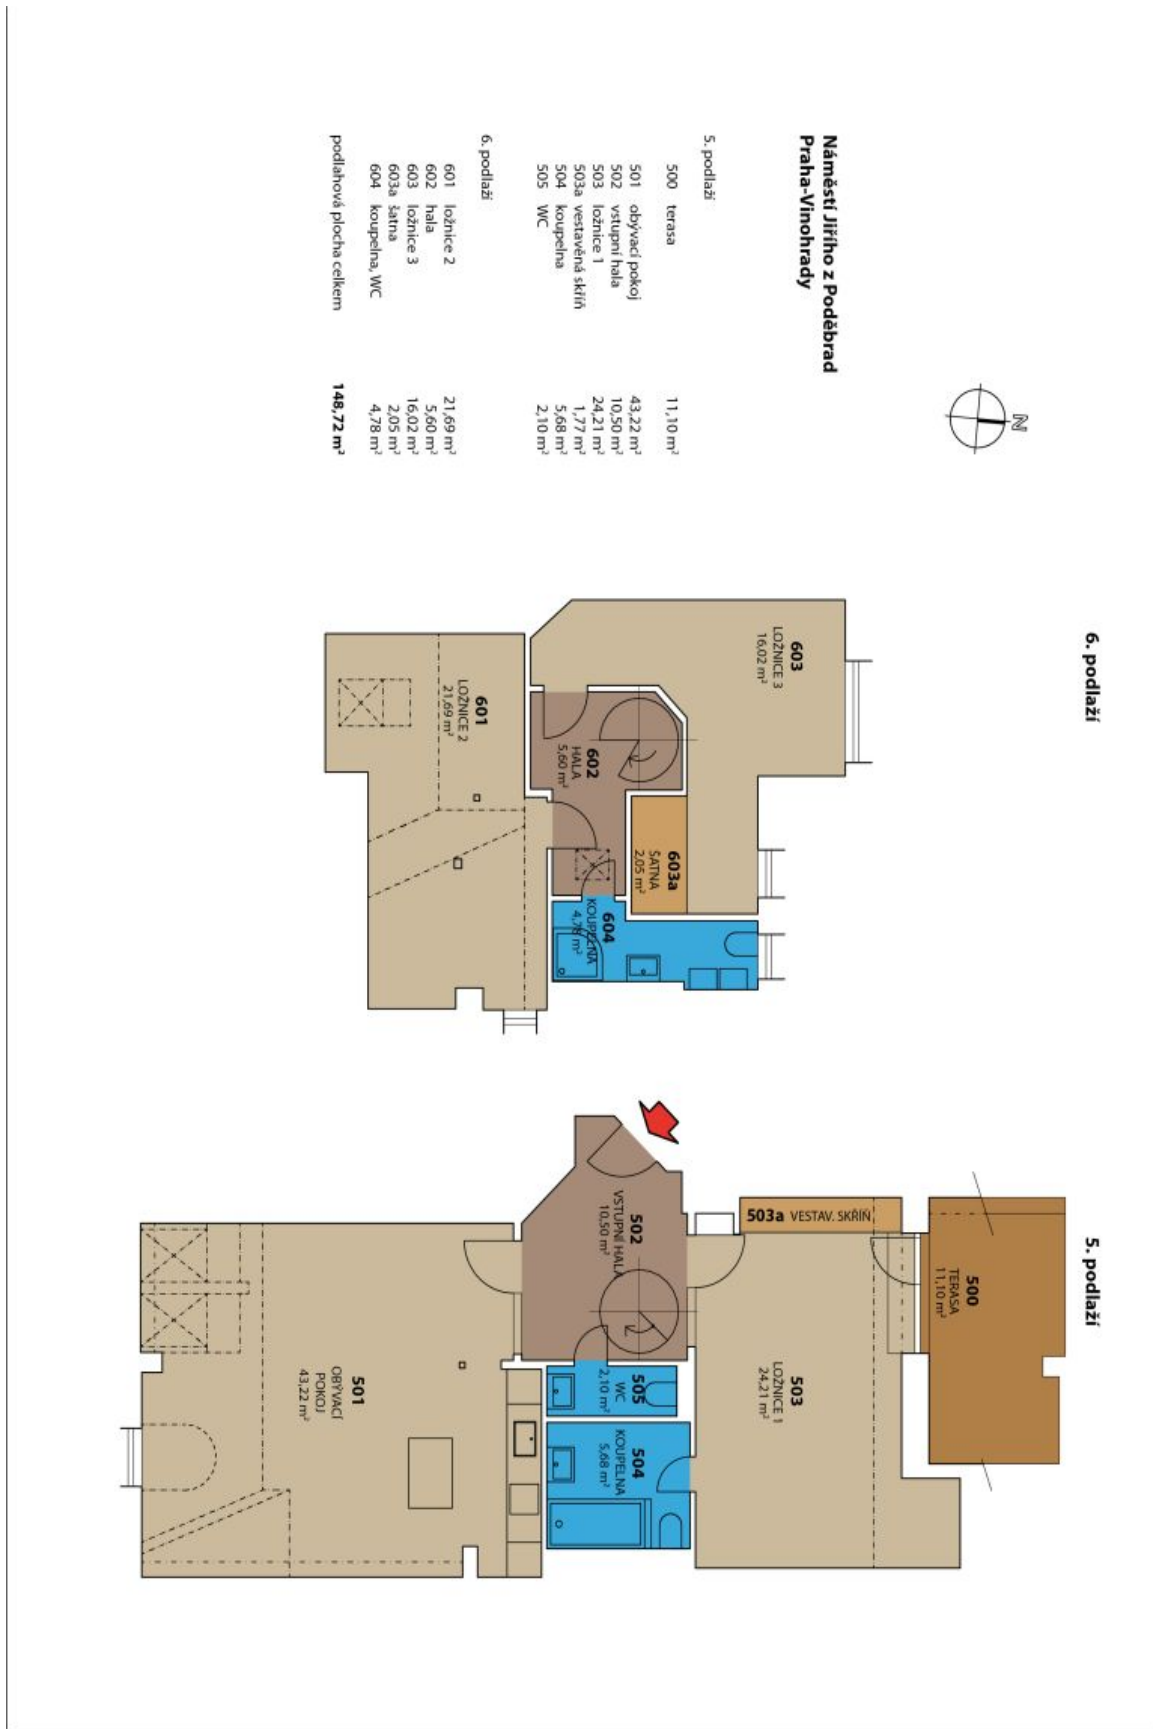 Náměstí Jiřího z Poděbrad
Praha-Vinohrady
5. podlaží
500 terasa 11,10 m²
501 obývací pokoj 43,22 m²
502 vstupní hala 10,50 m²
503 ložnice 1 24,21 m²
503a vestavěná skříň 1,77 m²
504 koupelna 5,68 m²
505 WC 2,10 m²
6. podlaží
601 ložnice 2 21,69 m²
602 hala 5,60 m²
603 ložnice 3 16,02 m²
603a šatna 2,05 m²
604 koupelna, WC 4,78 m²
podlahová plocha celkem 148,72 m²
N
6. podlaží
603
LOŽNICE 3
16,02 m²
601
LOŽNICE 2
21,69 m²
602
HALA
5,60 m²
603a
ŠATNA
2,05 m²
604
KOUPELNA
4,78 m²
5. podlaží
502
VSTUPNÍ HALA
10,50 m²
503a VESTAV. SKŘÍŇ
500
TERASA
11,10 m²
501
OBÝVACÍ
POKOJ
43,22 m²
505
WC
2,10 m²
503
LOŽNICE 1
24,21 m²
504
KOUPELNA
5,68 m²